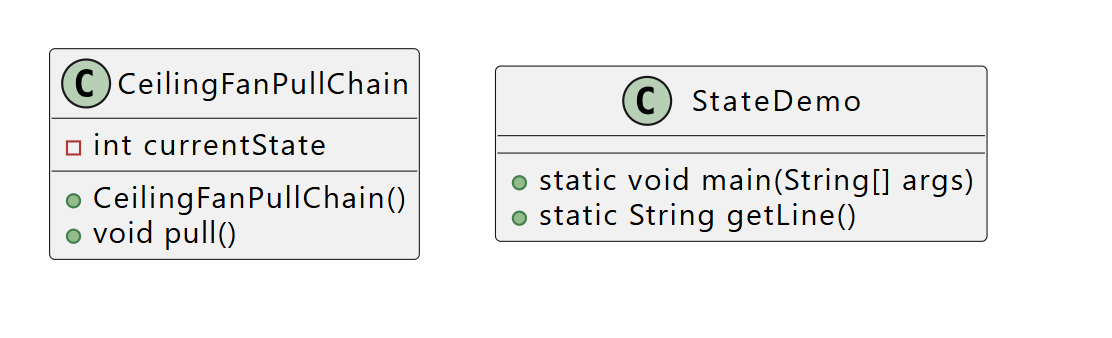 C CeilingFanPullChain
int currentState
CeilingFanPullChain()
void pull()
C StateDemo
static void main(String[] args)
static String getLine()